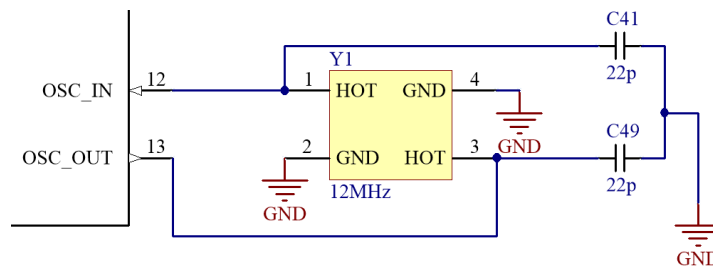 C41
22p
Y1
OSC_IN 12 1 HOT GND 4
GND
OSC_OUT 13 2 GND HOT 3
C49
22p
12MHz
GND
GND